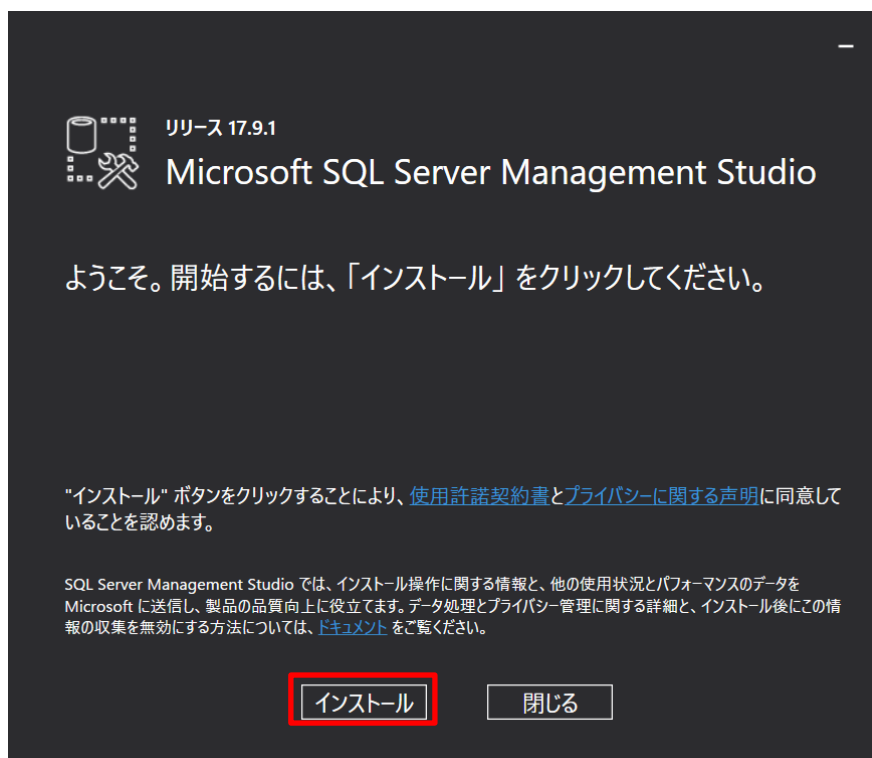 リリース 17.9.1
Microsoft SQL Server Management Studio
ようこそ。開始するには、「インストール」をクリックしてください。
"インストール" ボタンをクリックすることにより、使用許諾契約書とプライバシーに関する声明に同意して
いることを認めます。
SQL Server Management Studio では、インストール操作に関する情報と、他の使用状況とパフォーマンスのデータを
Microsoft に送信し、製品の品質向上に役立てます。データ処理とプライバシー管理に関する詳細と、インストール後にこの情
報の収集を無効にする方法については、ドキュメント をご覧ください。
インストール 閉じる